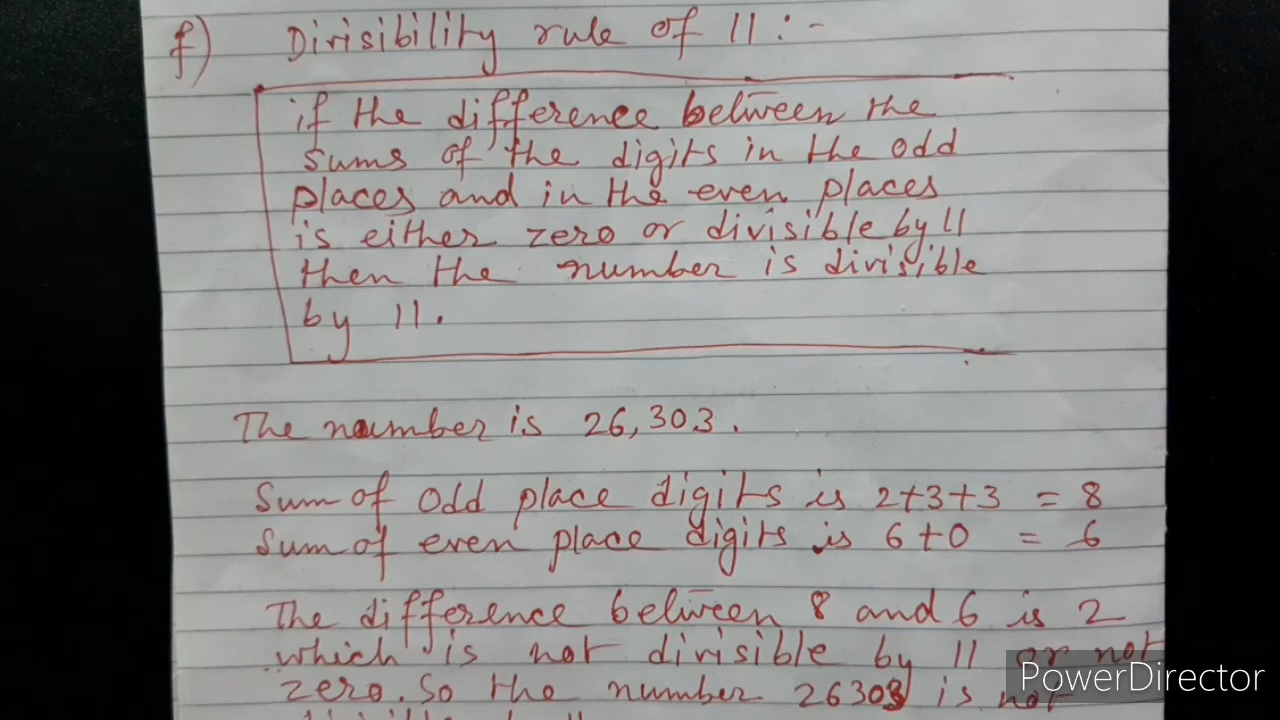 f) Divisibility rule of 11 :-
if the difference between the
sums of the digits in the odd
places and in the even places
is either zero or divisible by 11
then the number is divisible
by 11.
The number is 26,303.
Sum of odd place digits is 2+3+3 = 8
Sum of even place digits is 6+0 = 6
The difference between 8 and 6 is 2
which is not divisible by 11 or not
zero. So the number 26303 is not
PowerDirector